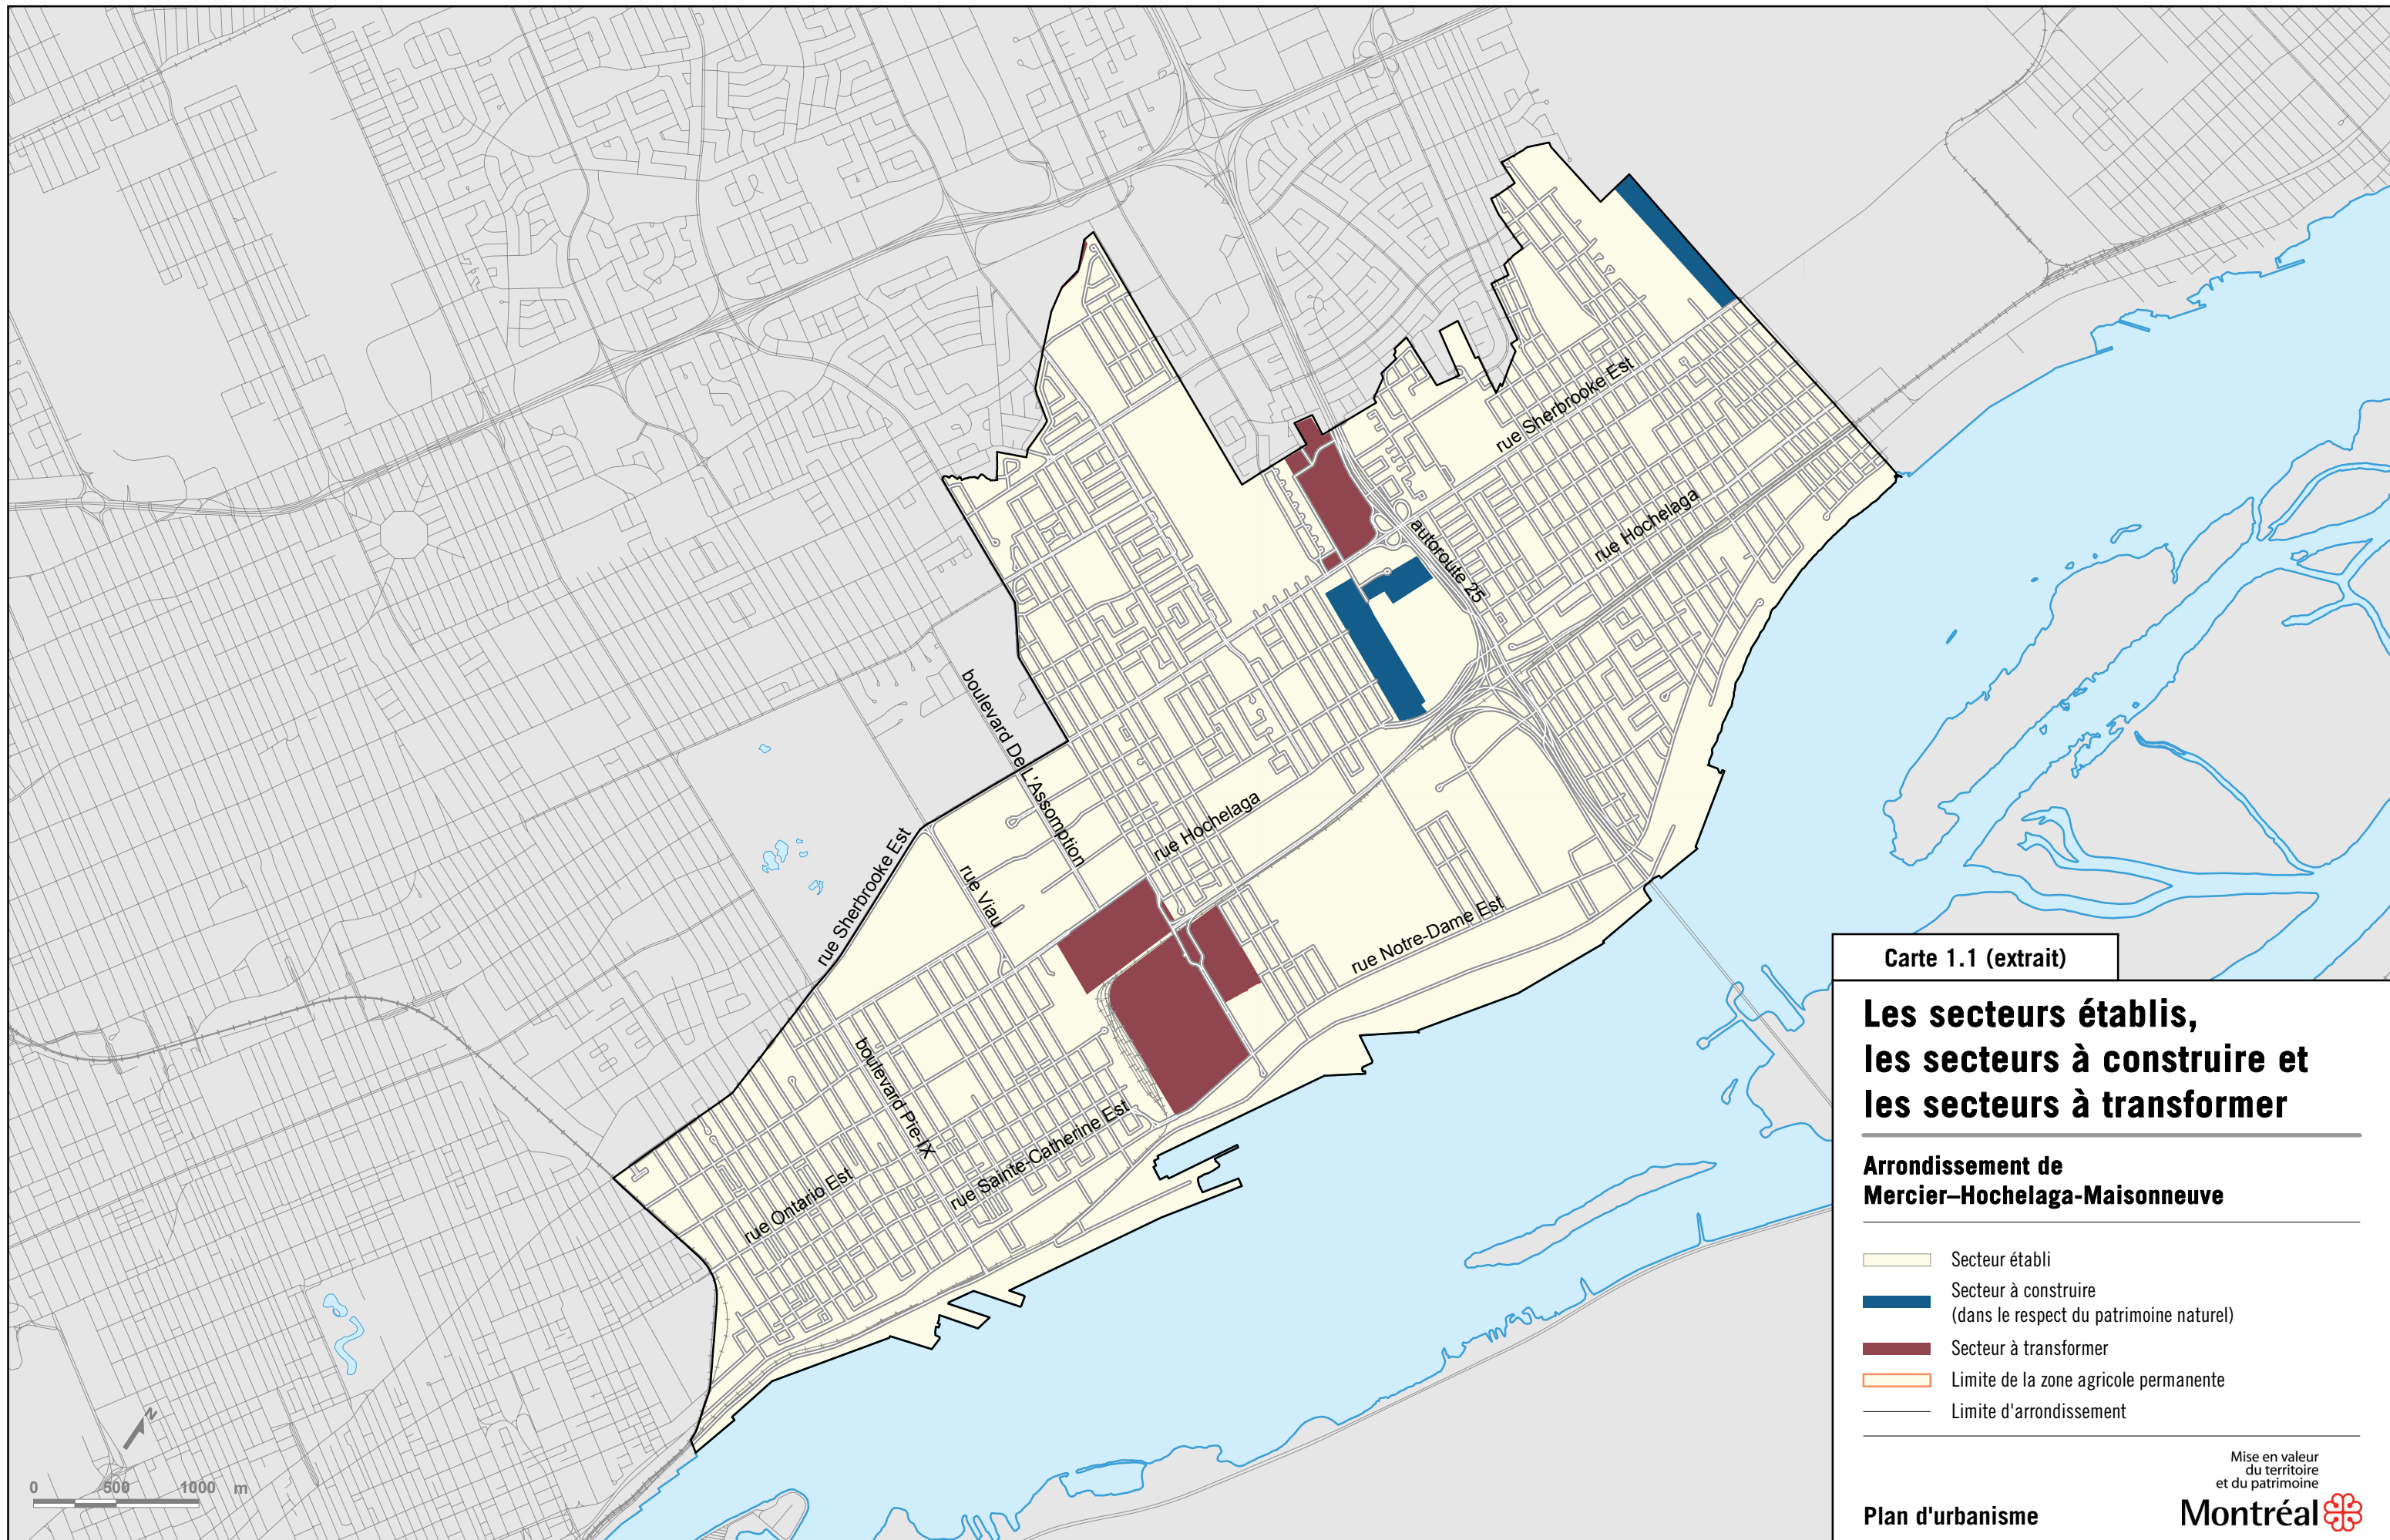 rue Sherbrooke Est
rue Hochelaga
autoroute 25
boulevard De L'Assomption
rue Hochelaga
rue Sherbrooke Est
rue Viau
rue Notre-Dame Est
boulevard Pie-IX
rue Sainte-Catherine Est
rue Ontario Est
N
0 500 1000 m
Carte 1.1 (extrait)
Les secteurs établis,
les secteurs à construire et
les secteurs à transformer
Arrondissement de
Mercier–Hochelaga-Maisonneuve
Secteur établi
Secteur à construire
(dans le respect du patrimoine naturel)
Secteur à transformer
Limite de la zone agricole permanente
Limite d'arrondissement
Mise en valeur
du territoire
et du patrimoine
Plan d'urbanisme
Montréal